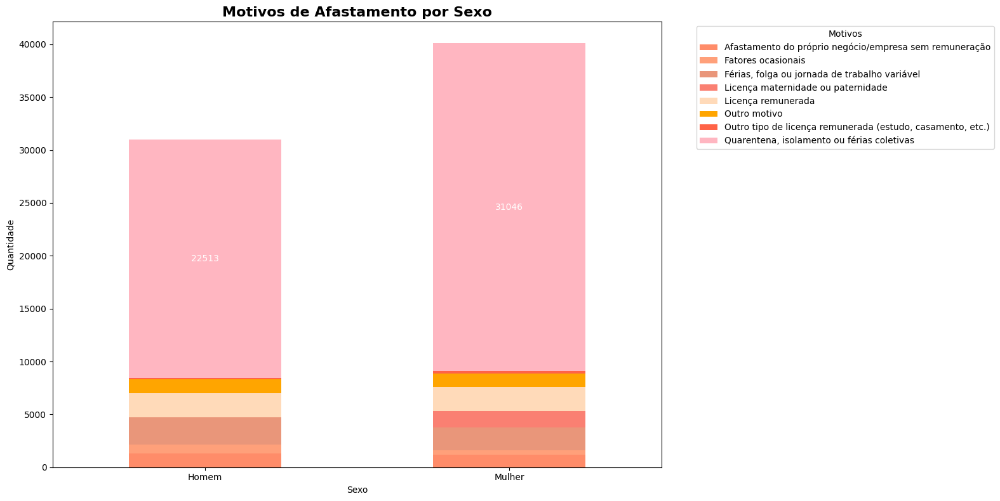 Motivos de Afastamento por Sexo
Motivos
Afastamento do próprio negócio/empresa sem remuneração
Fatores ocasionais
Férias, folga ou jornada de trabalho variável
Licença maternidade ou paternidade
Licença remunerada
Outro motivo
Outro tipo de licença remunerada (estudo, casamento, etc.)
Quarentena, isolamento ou férias coletivas
Quantidade
40000
35000
30000
25000
20000
15000
10000
5000
0
22513
31046
Homem
Mulher
Sexo